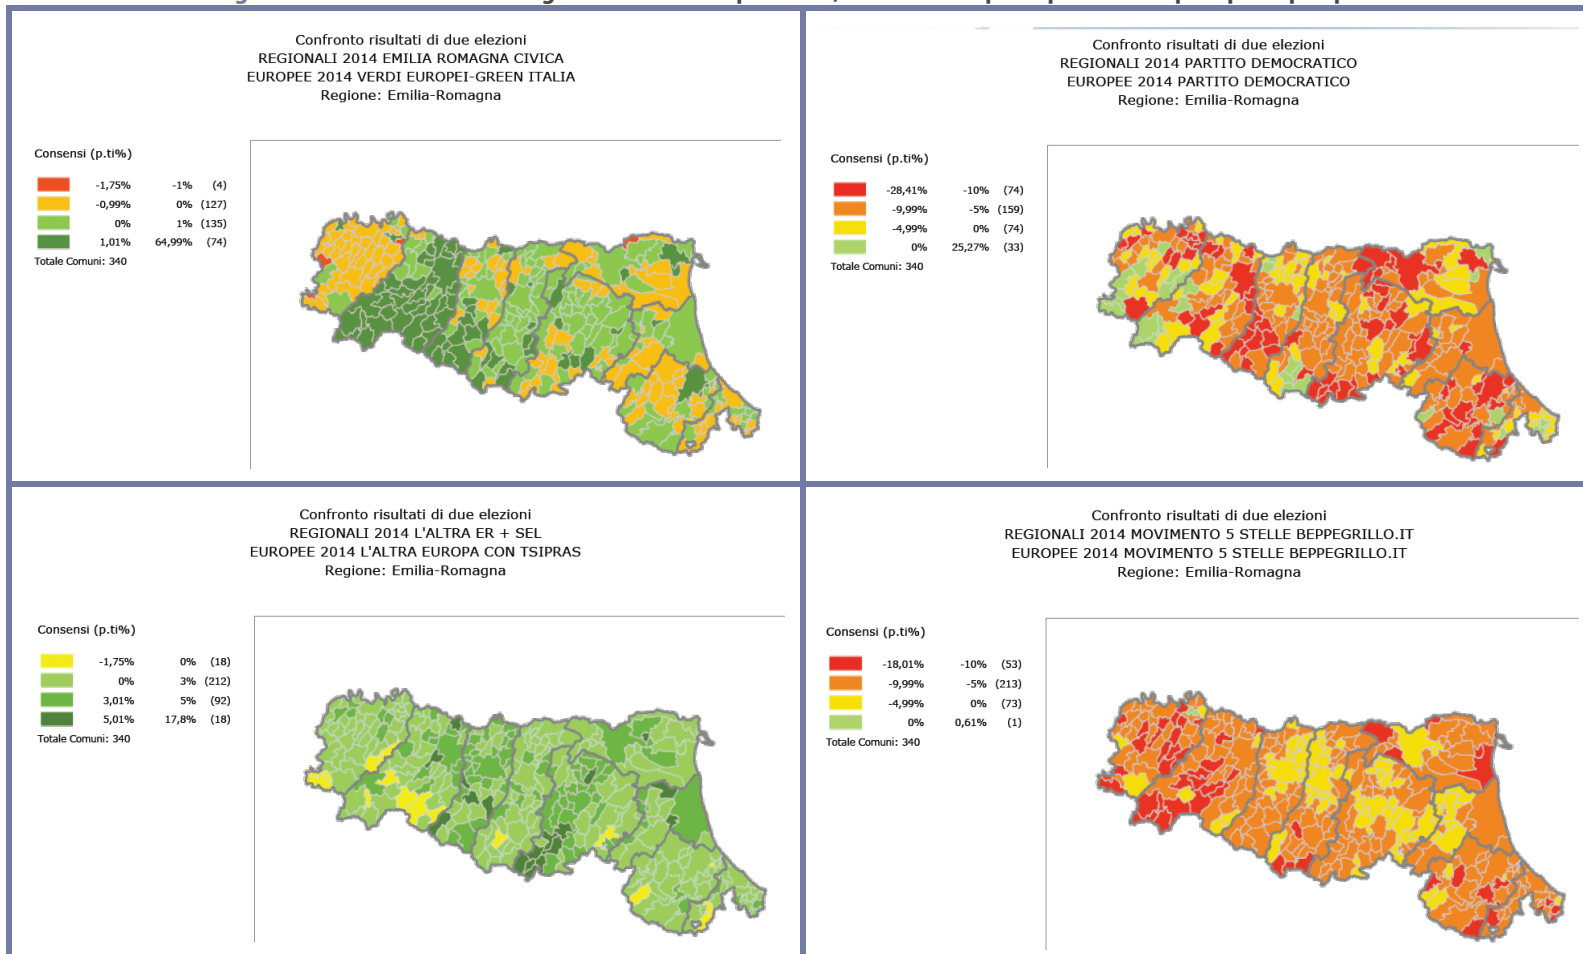 Confronto risultati di due elezioni
REGIONALI 2014 EMILIA ROMAGNA CIVICA
EUROPEE 2014 VERDI EUROPEI-GREEN ITALIA
Regione: Emilia-Romagna
Consensi (p.ti%)
-1,75% -1% (4)
-0,99% 0% (127)
0% 1% (135)
1,01% 64,99% (74)
Totale Comuni: 340
Confronto risultati di due elezioni
REGIONALI 2014 PARTITO DEMOCRATICO
EUROPEE 2014 PARTITO DEMOCRATICO
Regione: Emilia-Romagna
Consensi (p.ti%)
-28,41% -10% (74)
-9,99% -5% (159)
-4,99% 0% (74)
0% 25,27% (33)
Totale Comuni: 340
Confronto risultati di due elezioni
REGIONALI 2014 L'ALTRA ER + SEL
EUROPEE 2014 L'ALTRA EUROPA CON TSIPRAS
Regione: Emilia-Romagna
Consensi (p.ti%)
-1,75% 0% (18)
0% 3% (212)
3,01% 5% (92)
5,01% 17,8% (18)
Totale Comuni: 340
Confronto risultati di due elezioni
REGIONALI 2014 MOVIMENTO 5 STELLE BEPPEGRILLO.IT
EUROPEE 2014 MOVIMENTO 5 STELLE BEPPEGRILLO.IT
Regione: Emilia-Romagna
Consensi (p.ti%)
-18,01% -10% (53)
-9,99% -5% (213)
-4,99% 0% (73)
0% 0,61% (1)
Totale Comuni: 340